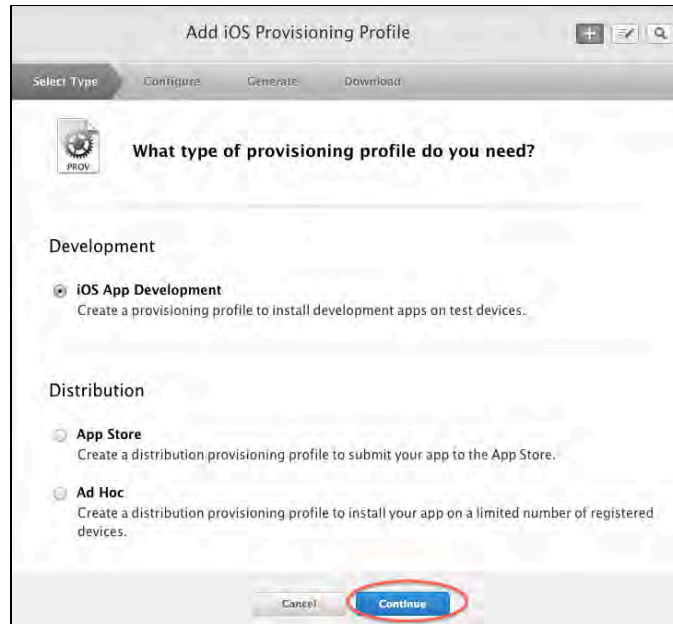 Add iOS Provisioning Profile
Select Type Configure Generate Download
PROV
What type of provisioning profile do you need?
Development
iOS App Development
Create a provisioning profile to install development apps on test devices.
Distribution
App Store
Create a distribution provisioning profile to submit your app to the App Store.
Ad Hoc
Create a distribution provisioning profile to install your app on a limited number of registered
devices.
Cancel Continue